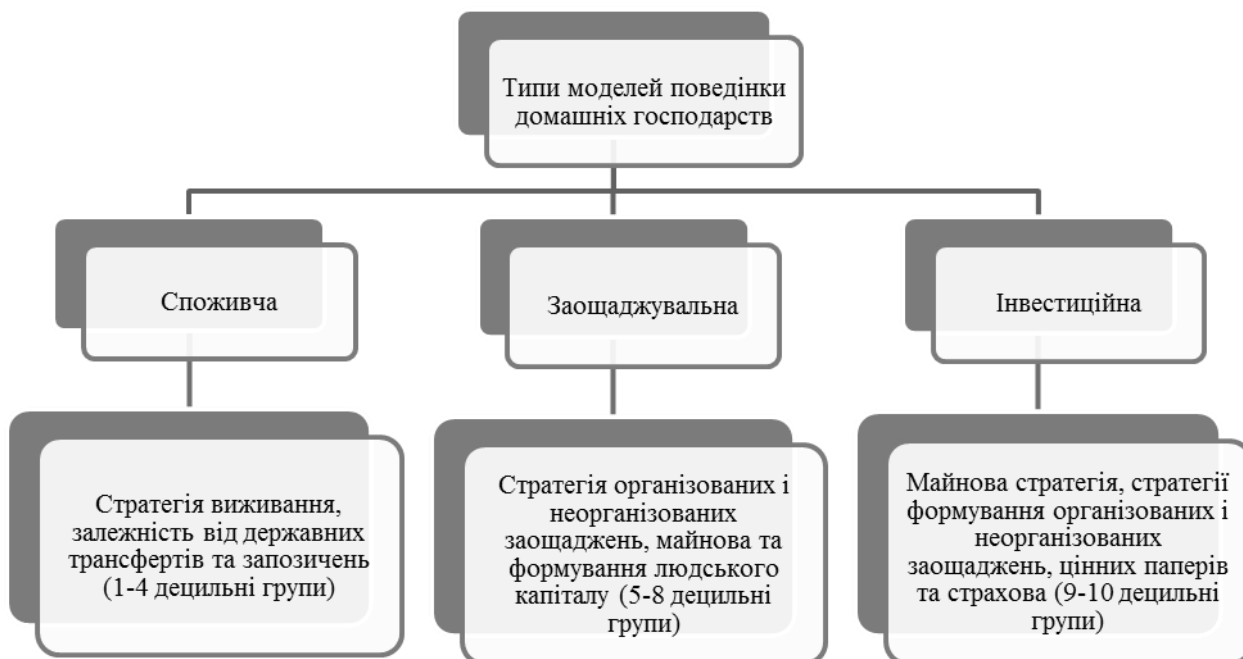 Типи моделей поведінки
домашніх господарств
Споживча
Заощаджувальна
Інвестиційна
Стратегія виживання,
залежність від державних
трансфертів та запозичень
(1-4 децильні групи)
Стратегія організованих і
неорганізованих
заощаджень, майнова та
формування людського
капіталу (5-8 децильні
групи)
Майнова стратегія, стратегії
формування організованих і
неорганізованих
заощаджень, цінних паперів
та страхова (9-10 децильні
групи)